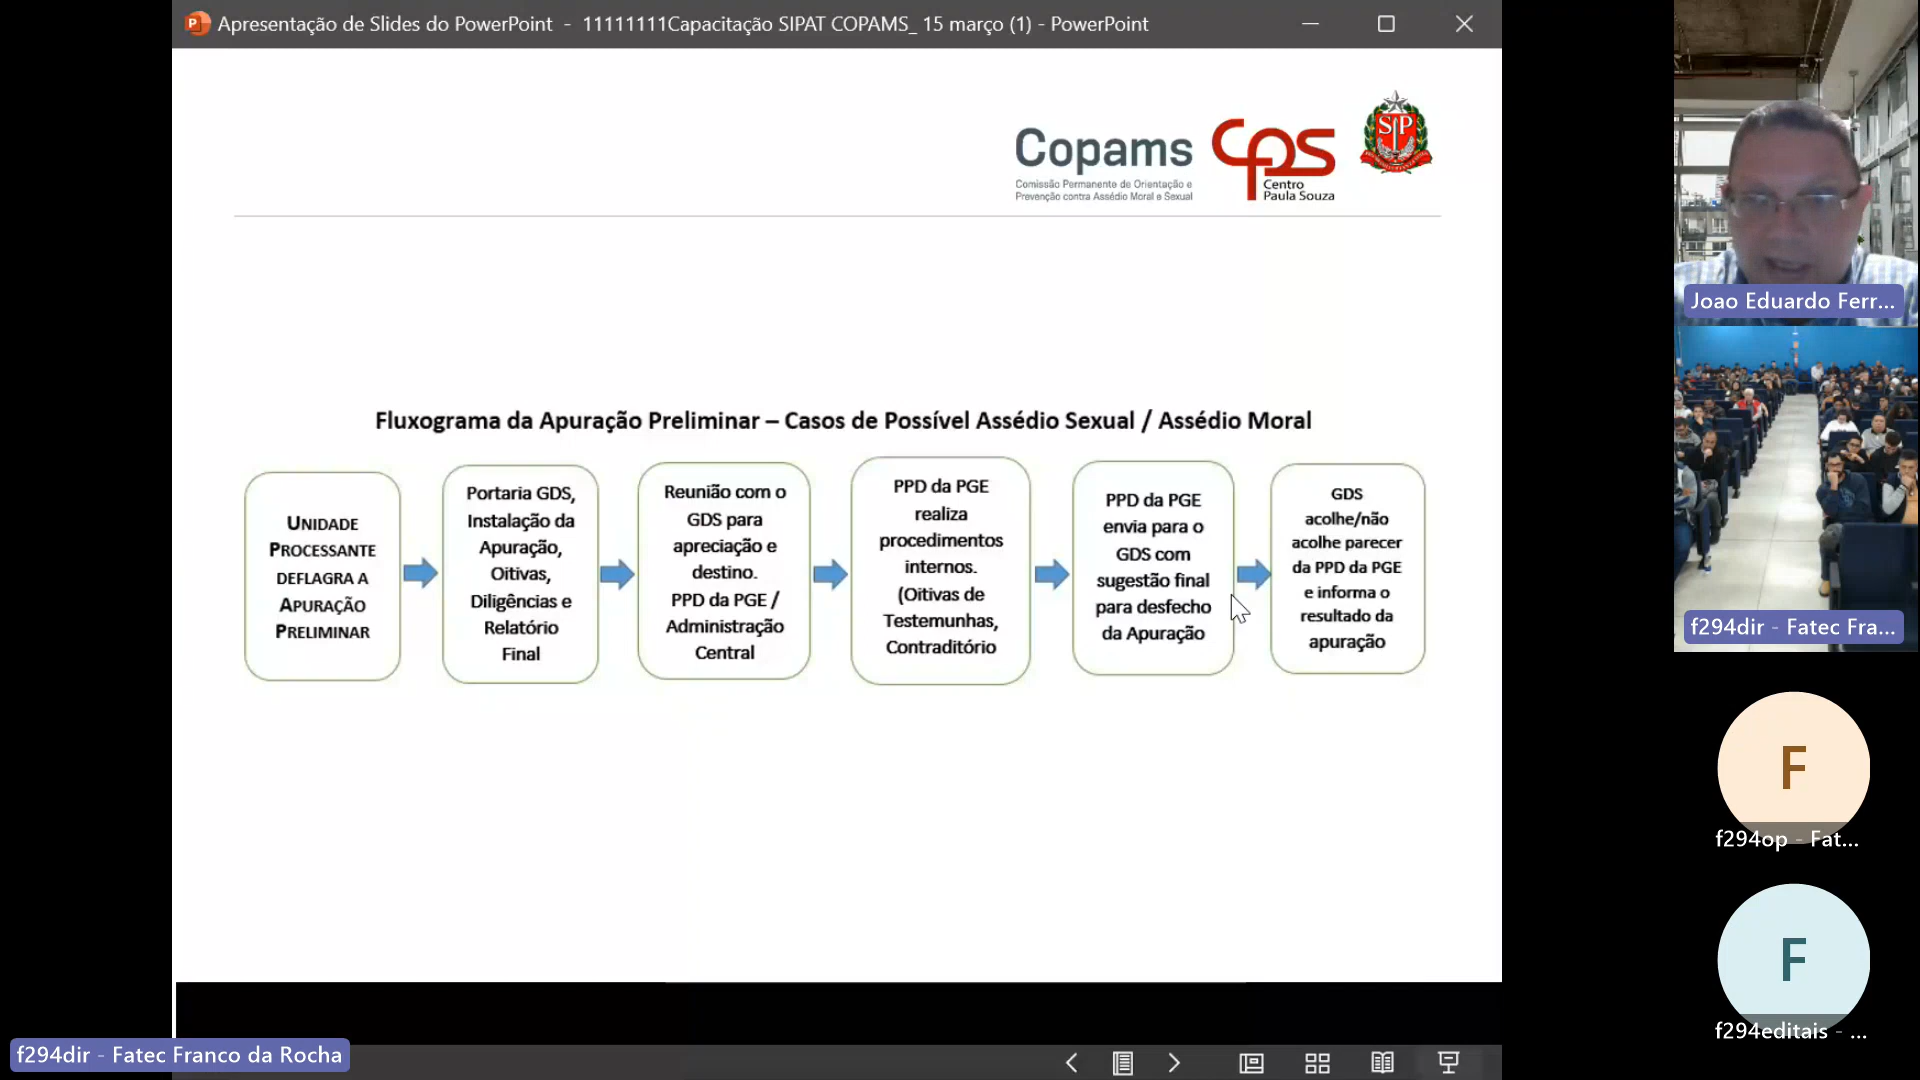 Apresentação de Slides do PowerPoint - 11111111Capacitação SIPAT COPAMS_ 15 março (1) - PowerPoint
Copams
Comissão Permanente de Orientação e
Prevenção contra Assédio Moral e Sexual
cps
Centro
Paula Souza
SP
Fluxograma da Apuração Preliminar – Casos de Possível Assédio Sexual / Assédio Moral
UNIDADE
PROCESSANTE
DEFLAGRA A
APURAÇÃO
PRELIMINAR
Portaria GDS,
Instalação da
Apuração,
Oitivas,
Diligências e
Relatório
Final
Reunião com o
GDS para
apreciação e
destino.
PPD da PGE /
Administração
Central
PPD da PGE
realiza
procedimentos
internos.
(Oitivas de
Testemunhas,
Contraditório
PPD da PGE
envia para o
GDS com
sugestão final
para desfecho
da Apuração
GDS
acolhe/não
acolhe parecer
da PPD da PGE
e informa o
resultado da
apuração
Joao Eduardo Ferr...
f294dir - Fatec Fra...
F
f294op - Fat...
F
f294editais - ...
f294dir - Fatec Franco da Rocha